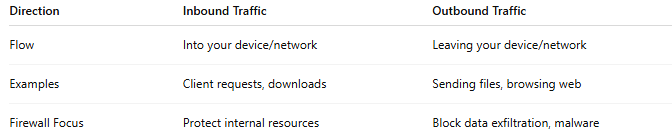 Direction Inbound Traffic Outbound Traffic
Flow Into your device/network Leaving your device/network
Examples Client requests, downloads Sending files, browsing web
Firewall Focus Protect internal resources Block data exfiltration, malware